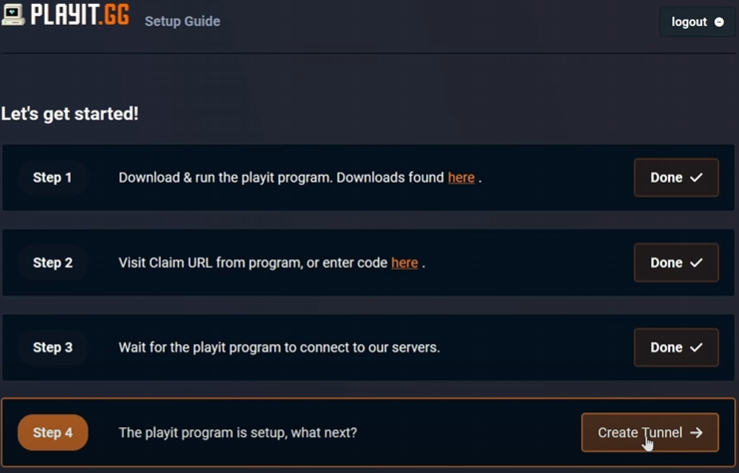 PLAYIT.GG Setup Guide logout
Let's get started!
Step 1 Download & run the playit program. Downloads found here . Done
Step 2 Visit Claim URL from program, or enter code here . Done
Step 3 Wait for the playit program to connect to our servers. Done
Step 4 The playit program is setup, what next? Create Tunnel